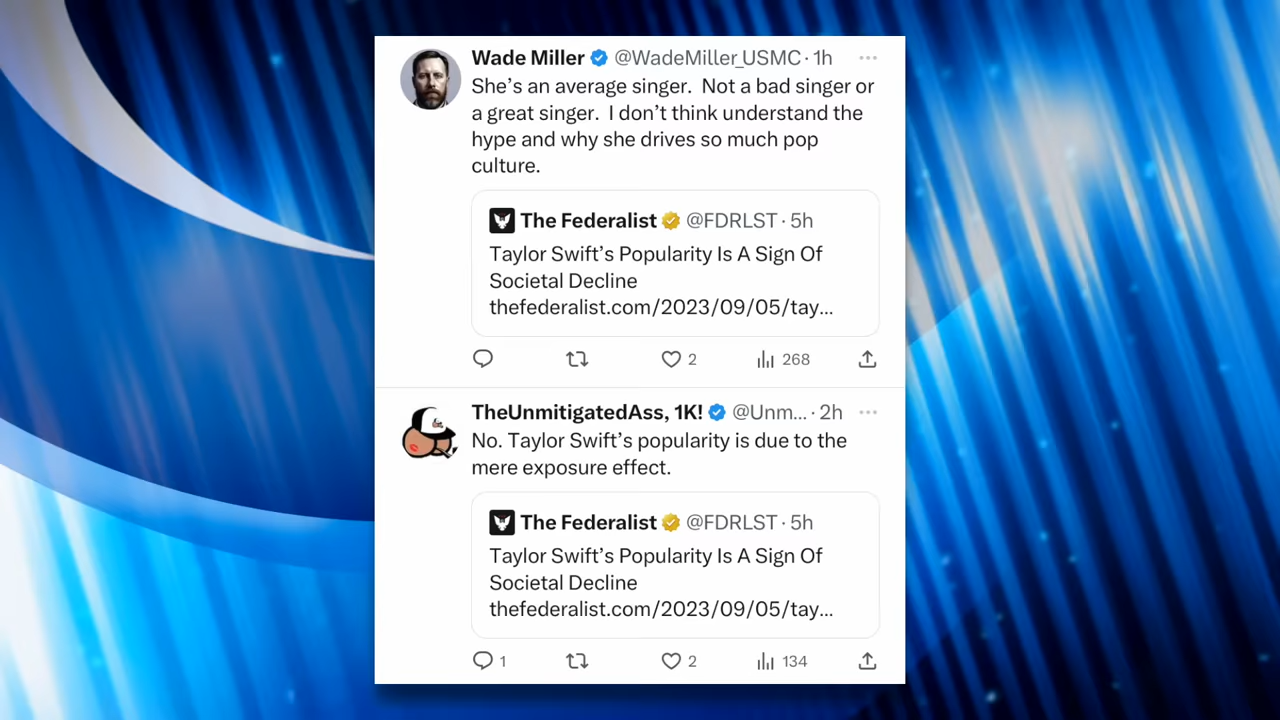 Wade Miller @WadeMiller_USMC · 1h
She’s an average singer. Not a bad singer or
a great singer. I don’t think understand the
hype and why she drives so much pop
culture.
The Federalist @FDRLST · 5h
Taylor Swift’s Popularity Is A Sign Of
Societal Decline
thefederalist.com/2023/09/05/tay...
2 268
TheUnmitigatedAss, 1K! @Unm... · 2h
No. Taylor Swift’s popularity is due to the
mere exposure effect.
The Federalist @FDRLST · 5h
Taylor Swift’s Popularity Is A Sign Of
Societal Decline
thefederalist.com/2023/09/05/tay...
1 2 134